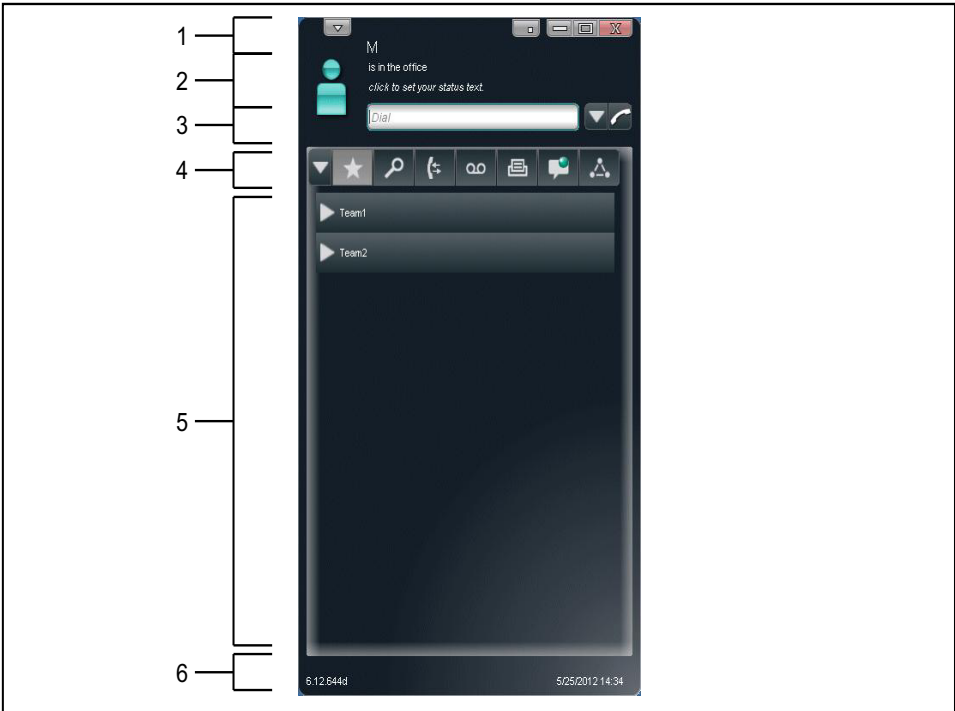 1
M
2
is in the office
click to set your status text.
3
Dial
4
Team1
Team2
5
6
6.12.644d
5/25/2012 14:34